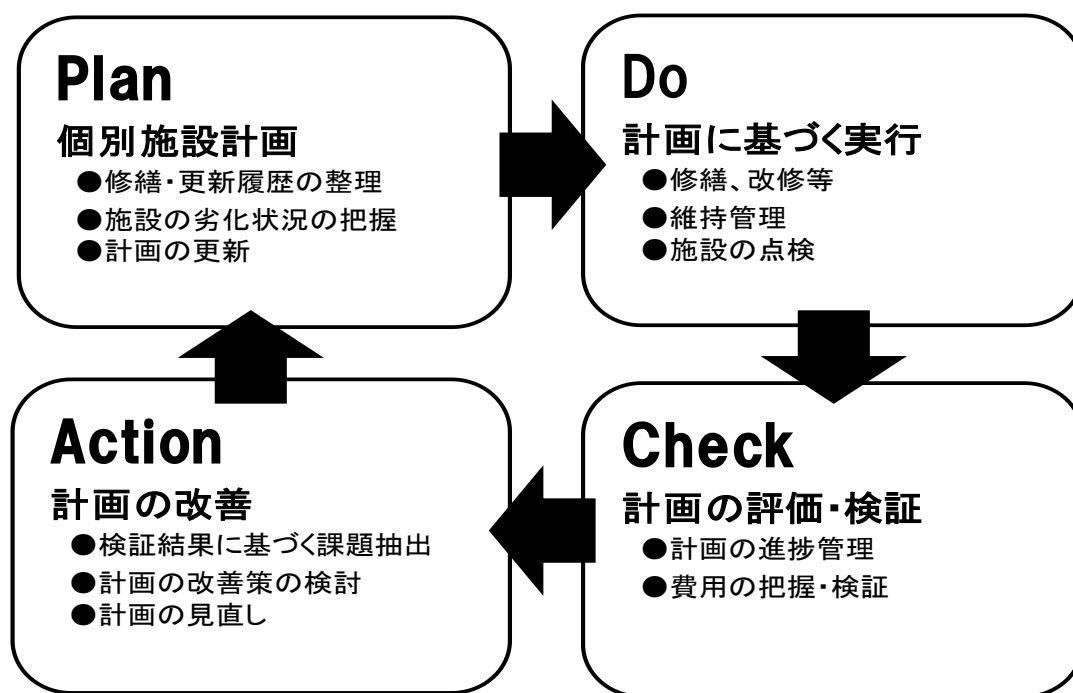 Plan
個別施設計画
●修繕・更新履歴の整理
●施設の劣化状況の把握
●計画の更新
Do
計画に基づく実行
●修繕、改修等
●維持管理
●施設の点検
Action
計画の改善
●検証結果に基づく課題抽出
●計画の改善策の検討
●計画の見直し
Check
計画の評価・検証
●計画の進捗管理
●費用の把握・検証